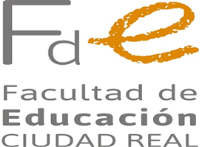 Fde
Facultad de
Educación
CIUDAD REAL